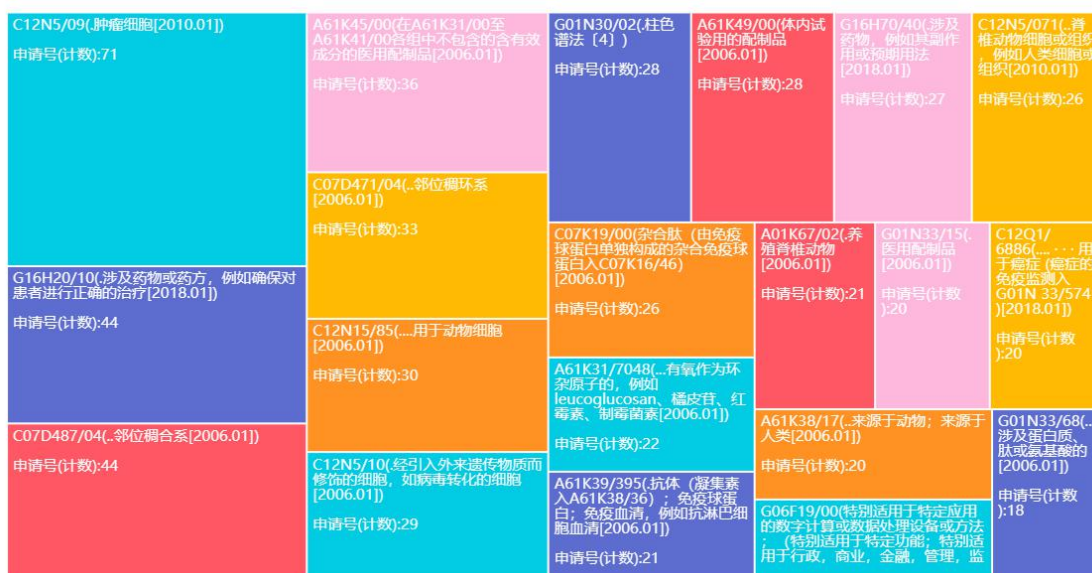 C12N5/09(.肿瘤细胞[2010.01])
申请号(计数):71
G16H20/10(.涉及药物或药方，例如确保对
患者进行正确的治疗[2018.01])
申请号(计数):44
C07D487/04(..邻位稠合系[2006.01])
申请号(计数):44
A61K45/00(在A61K31/00至
A61K41/00各组中不包含的含有效
成分的医用配制品[2006.01])
申请号(计数):36
C07D471/04(..邻位稠环系
[2006.01])
申请号(计数):33
C12N15/85(....用于动物细胞
[2006.01])
申请号(计数):30
C12N5/10(.经引入外来遗传物质而
修饰的细胞，如病毒转化的细胞
[2006.01])
申请号(计数):29
G01N30/02(.柱色
谱法〔4〕)
申请号(计数):28
A61K49/00(体内试
验用的配制品
[2006.01])
申请号(计数):28
G16H70/40(.涉及
药物，例如其副作
用或预期用法
[2018.01])
申请号(计数):27
C12N5/071(..脊
椎动物细胞或组织
，例如人类细胞或
组织[2010.01])
申请号(计数):26
C07K19/00(杂合肽（由免疫
球蛋白单独构成的杂合免疫球
蛋白入C07K16/46）
[2006.01])
申请号(计数):26
A61K31/7048(...有氧作为环
杂原子的，例如
leucoglucosan、橘皮苷、红
霉素、制霉菌素[2006.01])
申请号(计数):22
A61K39/395(.抗体（凝集素
入A61K38/36）；免疫球蛋
白；免疫血清，例如抗淋巴细
胞血清[2006.01])
申请号(计数):21
A01K67/02(.养
殖脊椎动物
[2006.01])
申请号(计数):21
G01N33/15(.
医用配制品
[2006.01])
申请号(计数
):20
C12Q1/
6886(....···用
于癌症 (癌症的
免疫监测入
G01N 33/574
)[2018.01])
申请号(计数
):20
A61K38/17(..来源于动物；来源于
人类[2006.01])
申请号(计数):20
G06F19/00(特别适用于特定应用
的数字计算或数据处理设备或方法
；（特别适用于特定功能；特别适
用于行政，商业，金融，管理，监
G01N33/68(..
涉及蛋白质、
肽或氨基酸的
[2006.01])
申请号(计数
):18